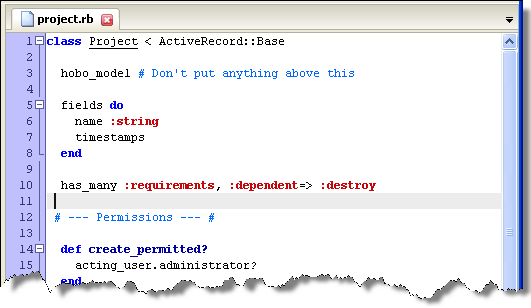 project.rb
1 class Project < ActiveRecord::Base
2
3 hobo_model # Don't put anything above this
4
5 fields do
6 name :string
7 timestamps
8 end
9
10 has_many :requirements, :dependent=> :destroy
11
12 # --- Permissions --- #
13
14 def create_permitted?
15 acting_user.administrator?
end